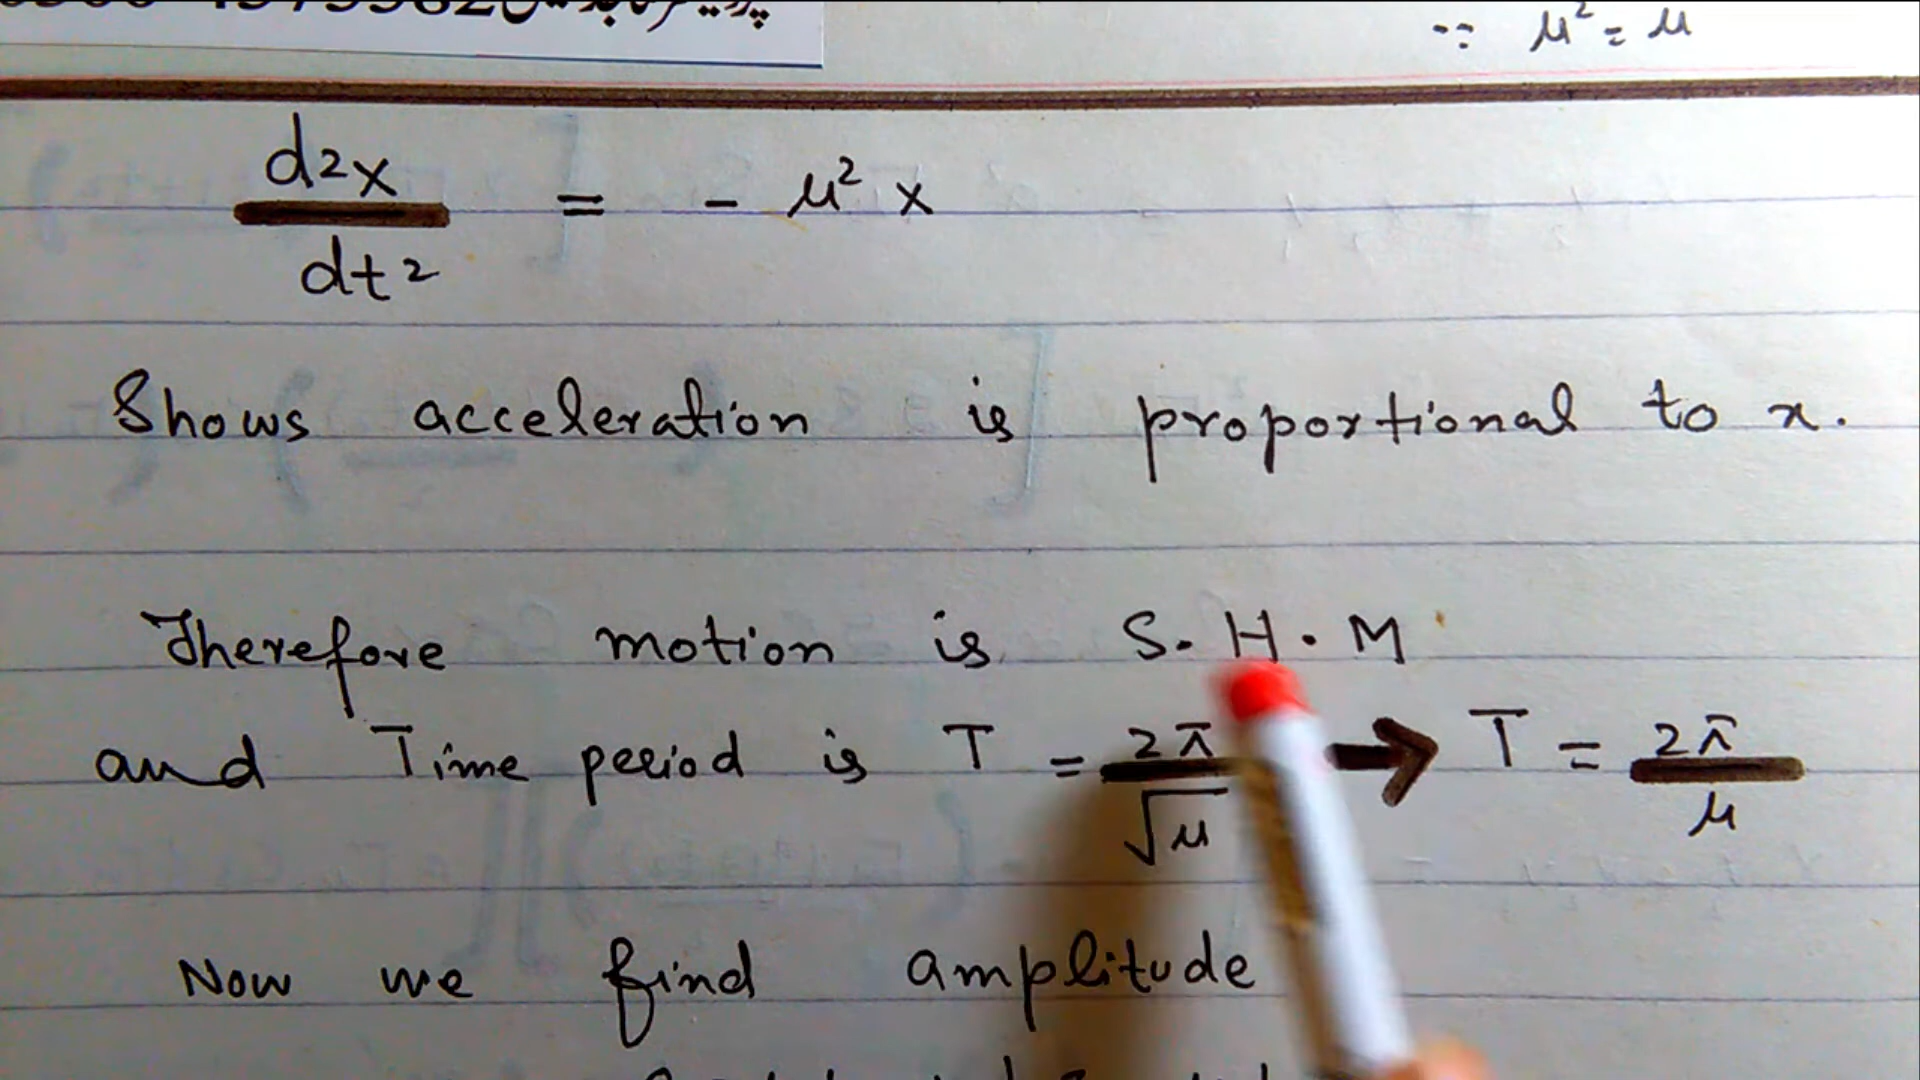 ∵ μ² = μ
d2x / dt2 = - μ² x
Shows acceleration is proportional to x.
Therefore motion is S.H.M
and Time period is T = 2π / √μ → T = 2π / μ
Now we find amplitude